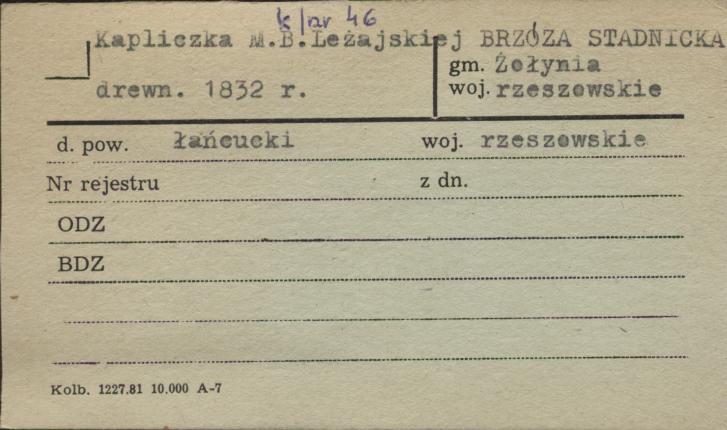 k/nr 46
Kapliczka M.B.Leżajskiej BRZÓZA STADNICKA
gm. Żołynia
drewn. 1832 r. woj. rzeszowskie
d. pow. łańcucki woj. rzeszowskie
Nr rejestru z dn.
ODZ
BDZ
Kolb. 1227.81 10.000 A-7